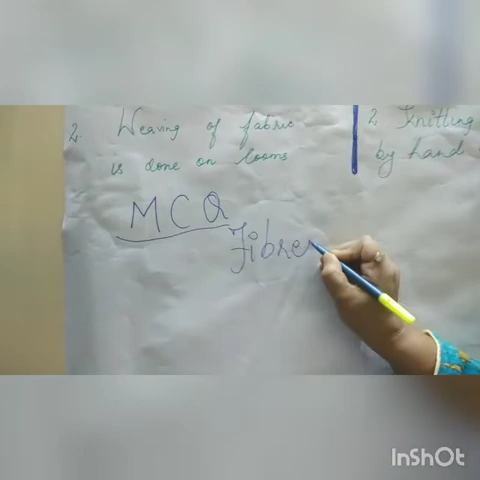 2. Weaving of fabric
is done on looms
2. Knitting
by hand
MCQ
Fibre
InShOt